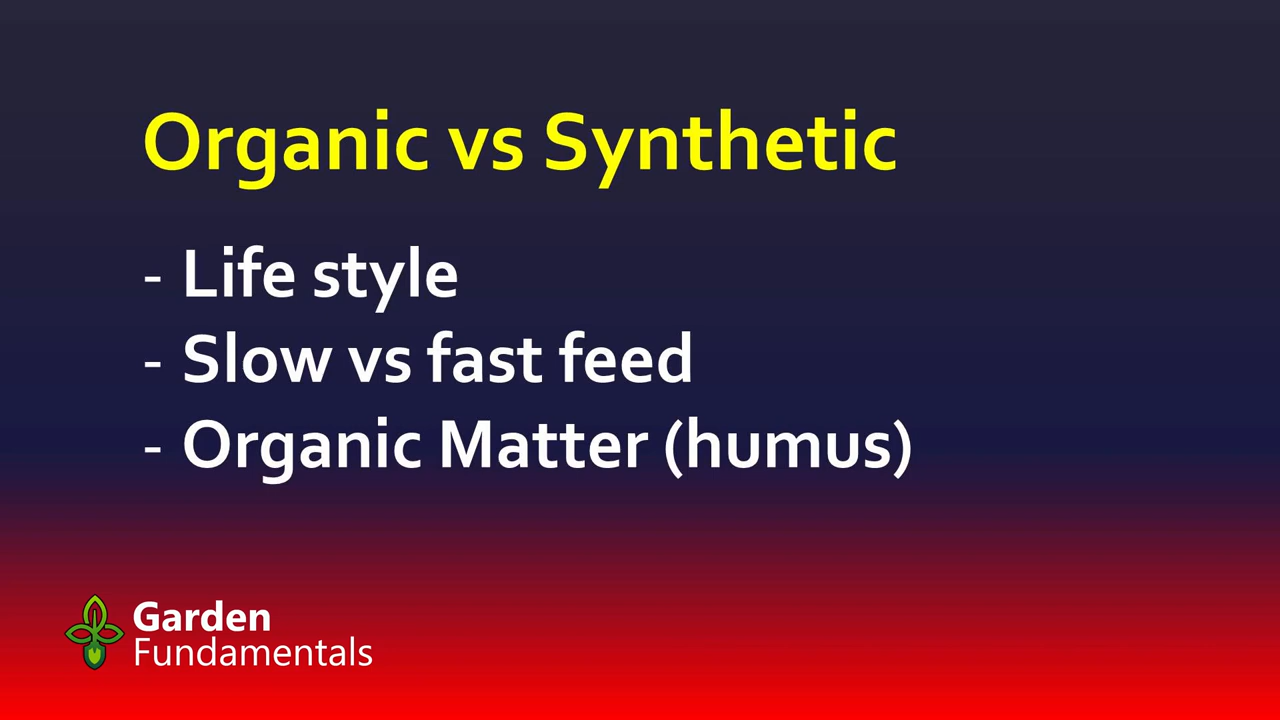 Organic vs Synthetic
- Life style
- Slow vs fast feed
- Organic Matter (humus)
Garden
Fundamentals